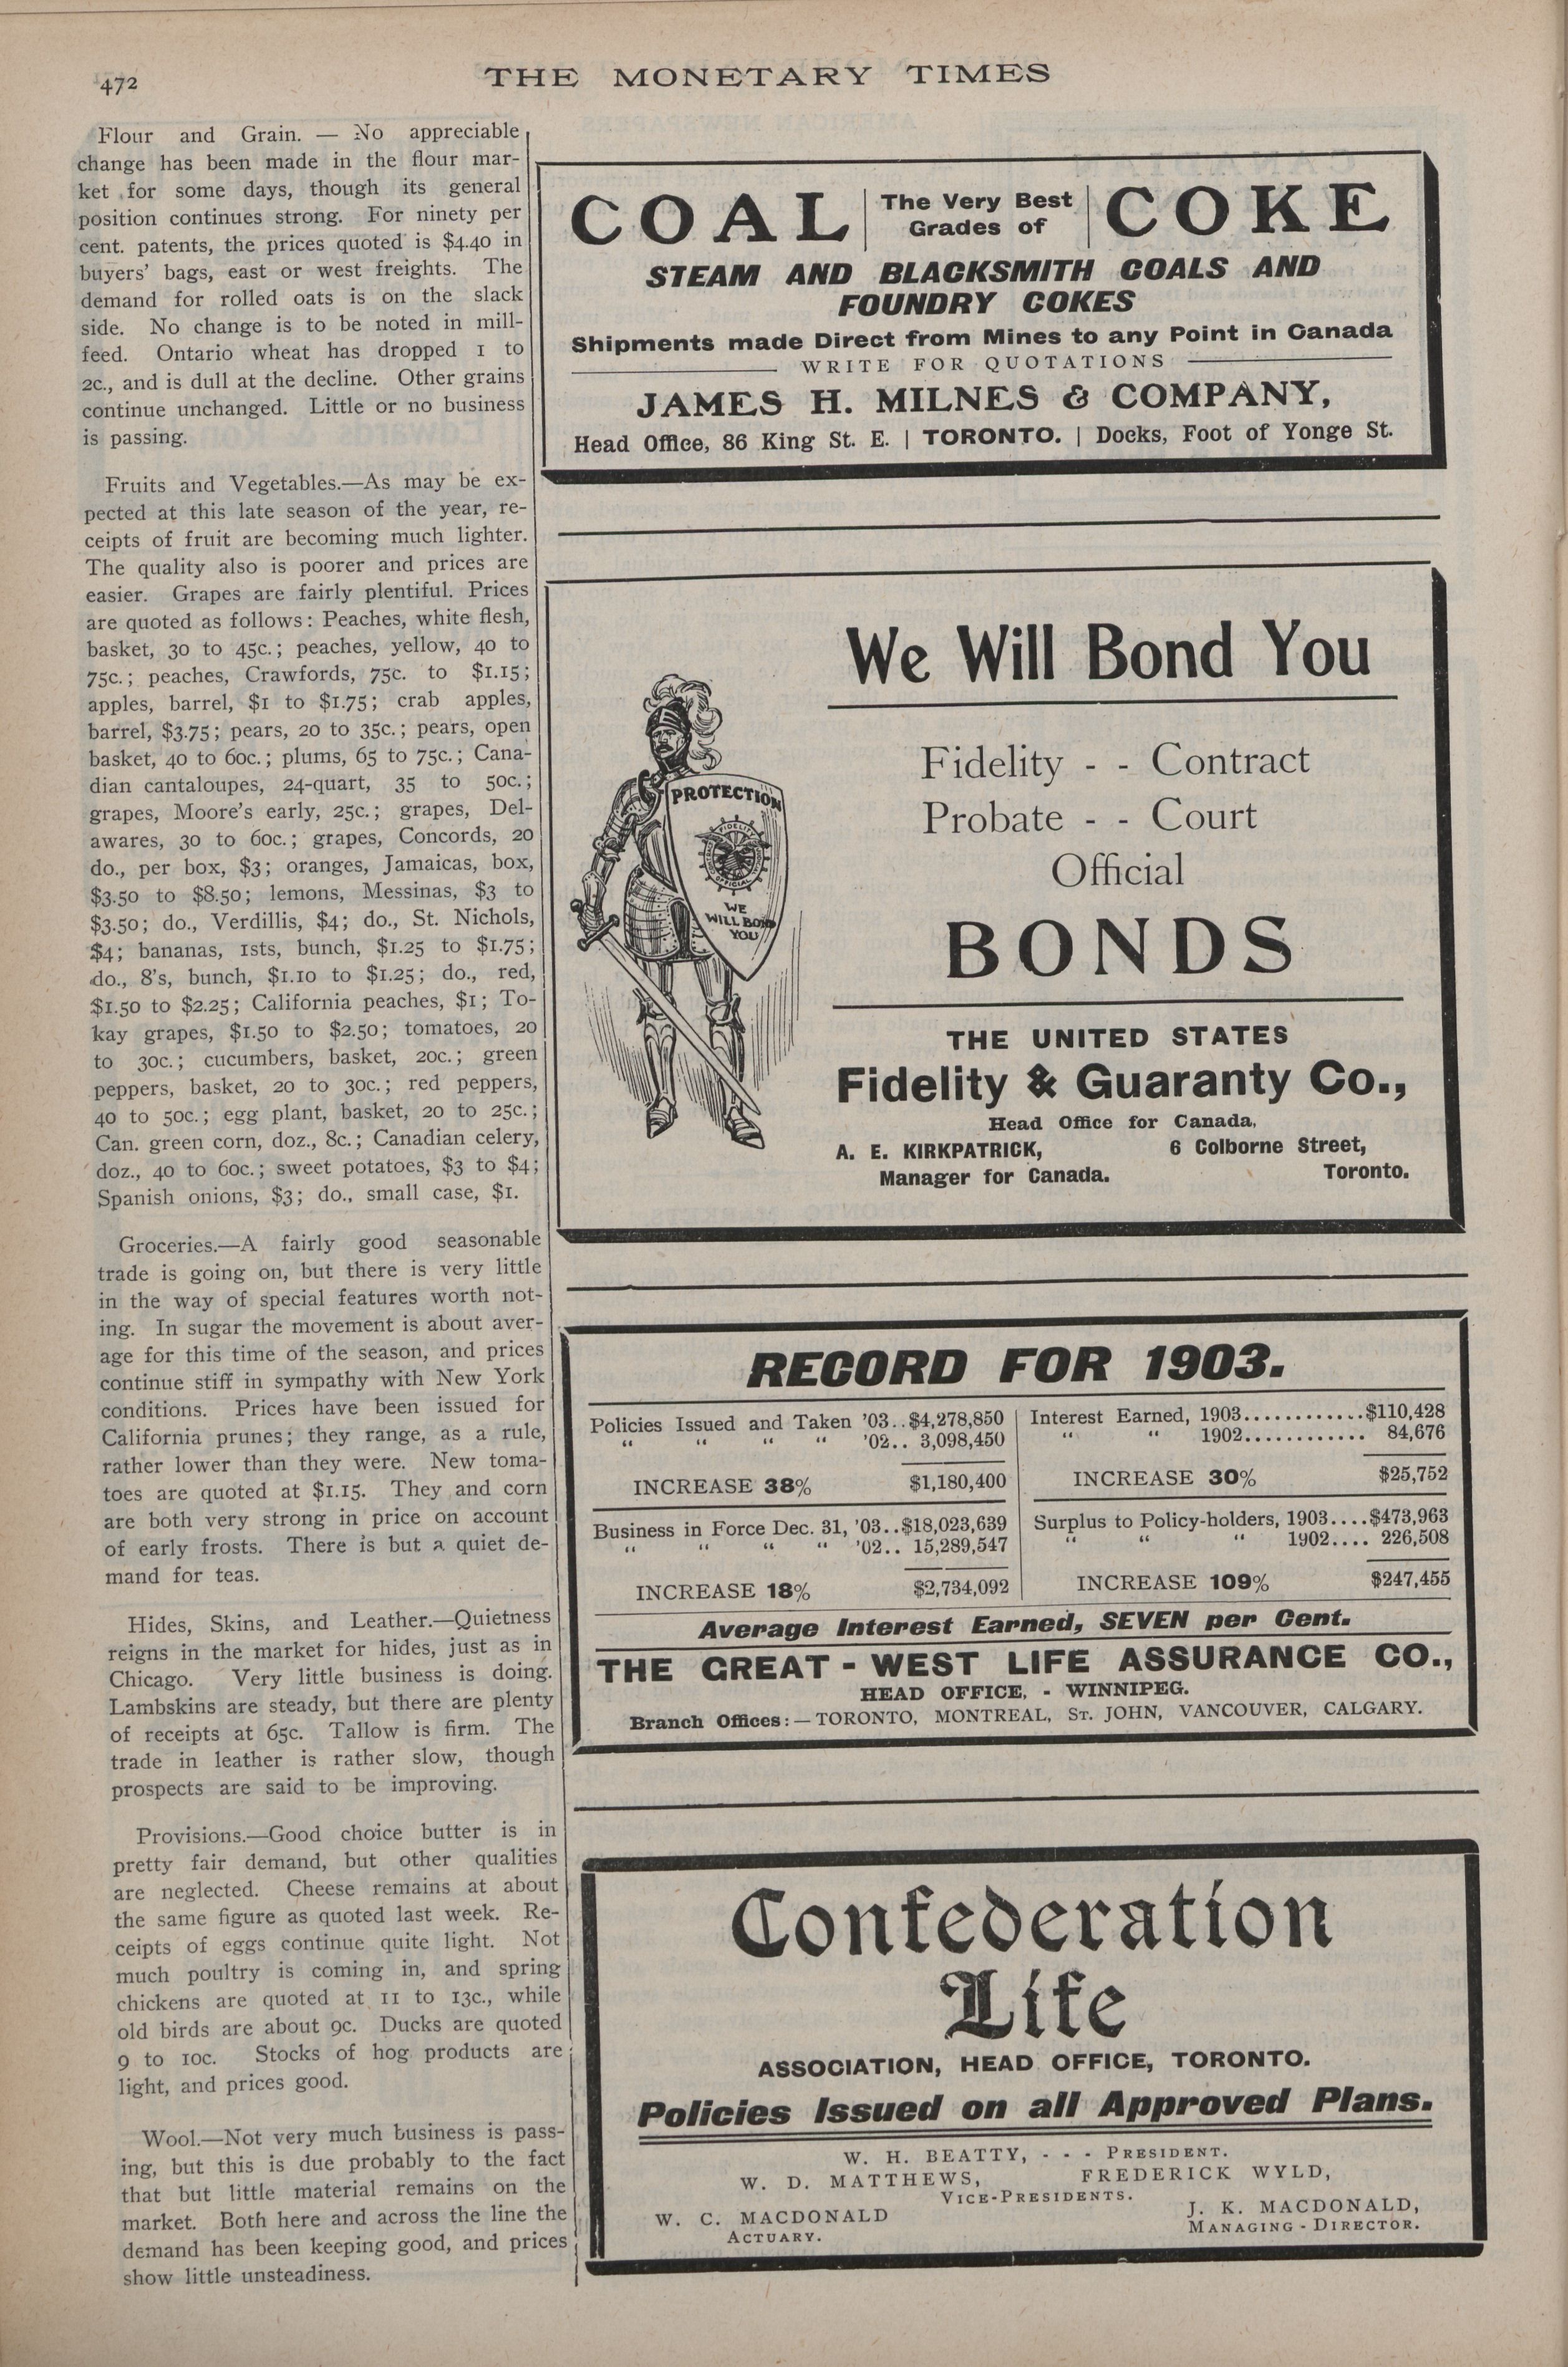 472
THE MONETARY TIMES
Flour and Grain. — No appreciable
change has been made in the flour mar-
ket for some days, though its general
position continues strong. For ninety per
cent. patents, the prices quoted is $4.40 in
buyers' bags, east or west freights. The
demand for rolled oats is on the slack
side. No change is to be noted in mill-
feed. Ontario wheat has dropped 1 to
2c., and is dull at the decline. Other grains
continue unchanged. Little or no business
is passing.
Fruits and Vegetables.—As may be ex-
pected at this late season of the year, re-
ceipts of fruit are becoming much lighter.
The quality also is poorer and prices are
easier. Grapes are fairly plentiful. Prices
are quoted as follows: Peaches, white flesh,
basket, 30 to 45c.; peaches, yellow, 40 to
75c.; peaches, Crawfords, 75c. to $1.15;
apples, barrel, $1 to $1.75; crab apples,
barrel, $3.75; pears, 20 to 35c.; pears, open
basket, 40 to 60c.; plums, 65 to 75c.; Cana-
dian cantaloupes, 24-quart, 35 to 50c.;
grapes, Moore's early, 25c.; grapes, Del-
awares, 30 to 60c.; grapes, Concords, 20
do., per box, $3; oranges, Jamaicas, box,
$3.50 to $8.50; lemons, Messinas, $3 to
$3.50; do., Verdillis, $4; do., St. Nichols,
$4; bananas, 1sts, bunch, $1.25 to $1.75;
do., 8's, bunch, $1.10 to $1.25; do., red,
$1.50 to $2.25; California peaches, $1; To-
kay grapes, $1.50 to $2.50; tomatoes, 20
to 30c.; cucumbers, basket, 20c.; green
peppers, basket, 20 to 30c.; red peppers,
40 to 50c.; egg plant, basket, 20 to 25c.;
Can. green corn, doz., 8c.; Canadian celery,
doz., 40 to 60c.; sweet potatoes, $3 to $4;
Spanish onions, $3; do., small case, $1.
Groceries.—A fairly good seasonable
trade is going on, but there is very little
in the way of special features worth not-
ing. In sugar the movement is about aver-
age for this time of the season, and prices
continue stiff in sympathy with New York
conditions. Prices have been issued for
California prunes; they range, as a rule,
rather lower than they were. New toma-
toes are quoted at $1.15. They and corn
are both very strong in price on account
of early frosts. There is but a quiet de-
mand for teas.
Hides, Skins, and Leather.—Quietness
reigns in the market for hides, just as in
Chicago. Very little business is doing.
Lambskins are steady, but there are plenty
of receipts at 65c. Tallow is firm. The
trade in leather is rather slow, though
prospects are said to be improving.
Provisions.—Good choice butter is in
pretty fair demand, but other qualities
are neglected. Cheese remains at about
the same figure as quoted last week. Re-
ceipts of eggs continue quite light. Not
much poultry is coming in, and spring
chickens are quoted at 11 to 13c., while
old birds are about 9c. Ducks are quoted
9 to 10c. Stocks of hog products are
light, and prices good.
Wool.—Not very much business is pass-
ing, but this is due probably to the fact
that but little material remains on the
market. Both here and across the line the
demand has been keeping good, and prices
show little unsteadiness.
COAL The Very Best Grades of COKE
STEAM AND BLACKSMITH COALS AND
FOUNDRY COKES
Shipments made Direct from Mines to any Point in Canada
WRITE FOR QUOTATIONS
JAMES H. MILNES & COMPANY,
Head Office, 86 King St. E. | TORONTO. | Docks, Foot of Yonge St.
We Will Bond You
Fidelity - - Contract
Probate - - Court
Official
BONDS
PROTECTION
FIDELITY
OFFICIAL
WE
WILL BOND
YOU
THE UNITED STATES
Fidelity & Guaranty Co.,
Head Office for Canada,
A. E. KIRKPATRICK, 6 Colborne Street,
Manager for Canada. Toronto.
RECORD FOR 1903.
Policies Issued and Taken '03..$4,278,850
" " " " '02.. 3,098,450
INCREASE 38% $1,180,400
Interest Earned, 1903............$110,428
" " 1902............ 84,676
INCREASE 30% $25,752
Business in Force Dec. 31, '03..$18,023,639
" " " " '02.. 15,289,547
INCREASE 18% $2,734,092
Surplus to Policy-holders, 1903....$473,963
" " " 1902.... 226,508
INCREASE 109% $247,455
Average Interest Earned, SEVEN per Cent.
THE GREAT-WEST LIFE ASSURANCE CO.,
HEAD OFFICE, - WINNIPEG.
Branch Offices:—TORONTO, MONTREAL, ST. JOHN, VANCOUVER, CALGARY.
Confederation
Life
ASSOCIATION, HEAD OFFICE, TORONTO.
Policies Issued on all Approved Plans.
W. H. BEATTY, - - - PRESIDENT.
W. D. MATTHEWS, FREDERICK WYLD,
VICE-PRESIDENTS.
W. C. MACDONALD J. K. MACDONALD,
ACTUARY. MANAGING-DIRECTOR.